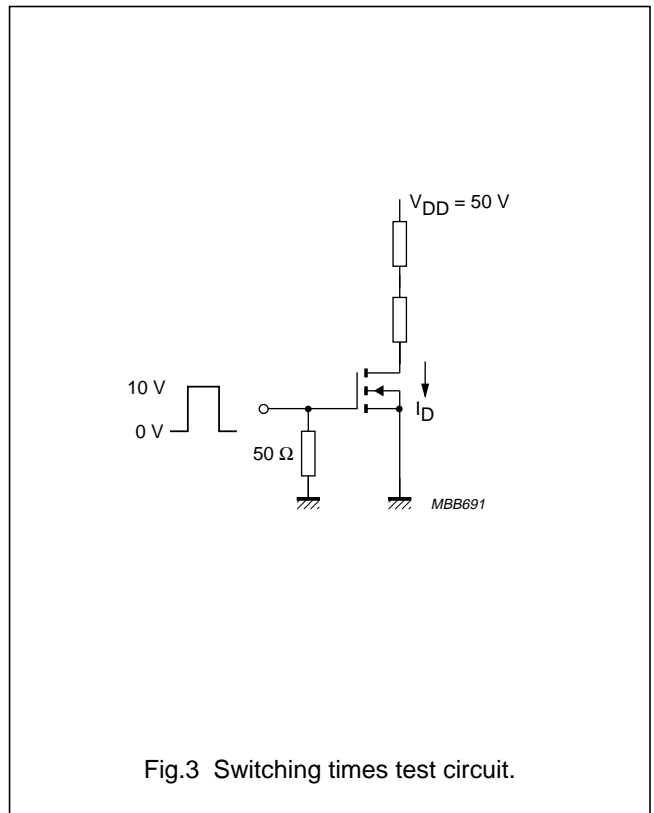 V_DD = 50 V
10 V
0 V
I_D
50 Ω
MBB691
Fig.3 Switching times test circuit.